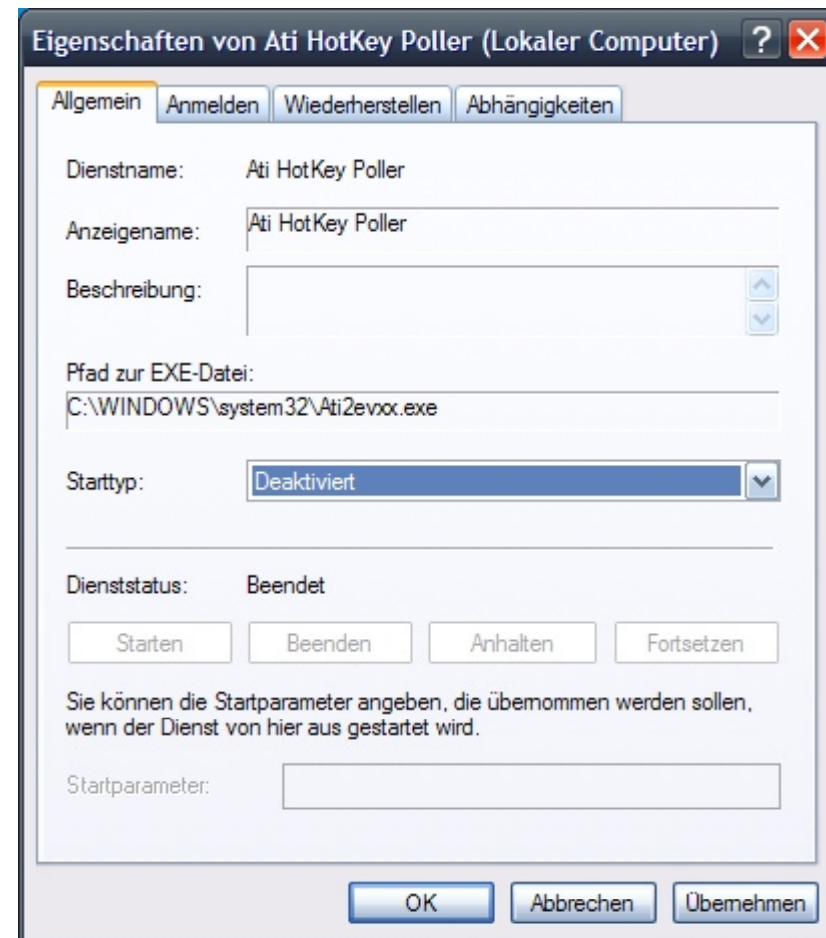 Eigenschaften von Ati HotKey Poller (Lokaler Computer) ?
Allgemein Anmelden Wiederherstellen Abhängigkeiten
Dienstname: Ati HotKey Poller
Anzeigename: Ati HotKey Poller
Beschreibung:
Pfad zur EXE-Datei:
C:\WINDOWS\system32\Ati2evxx.exe
Starttyp: Deaktiviert
Dienststatus: Beendet
Starten Beenden Anhalten Fortsetzen
Sie können die Startparameter angeben, die übernommen werden sollen,
wenn der Dienst von hier aus gestartet wird.
Startparameter:
OK Abbrechen Übernehmen